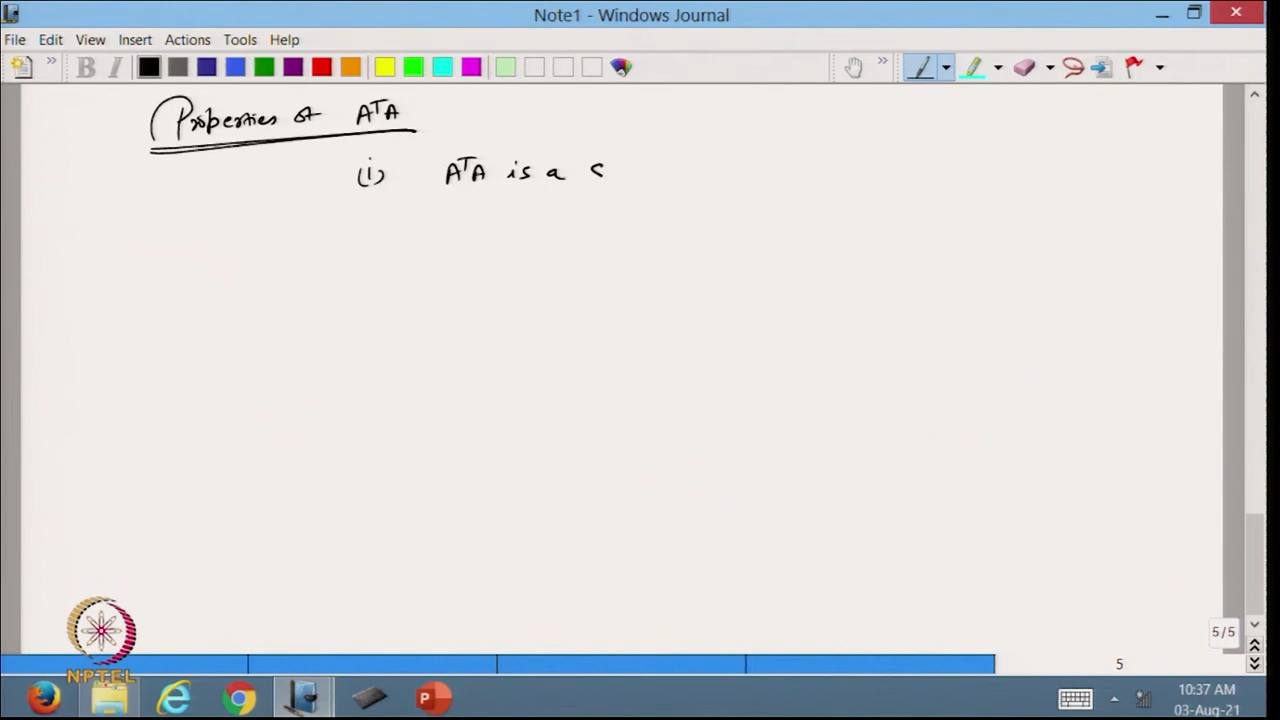 Note1 - Windows Journal
File Edit View Insert Actions Tools Help
B I
Properties of AᵀA
(i) AᵀA is a s
5/5
5
NPTEL
10:37 AM
03-Aug-21